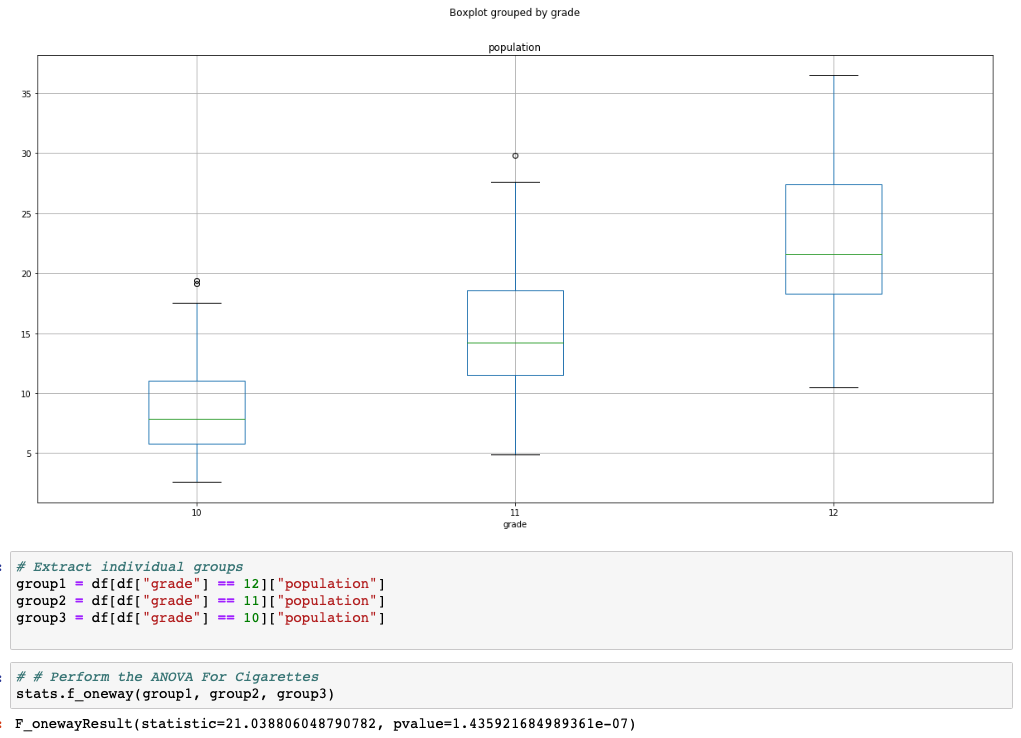 Boxplot grouped by grade
population
35
30
25
20
15
10
5
10 11 12
grade
# Extract individual groups
group1 = df[df["grade"] == 12]["population"]
group2 = df[df["grade"] == 11]["population"]
group3 = df[df["grade"] == 10]["population"]
# # Perform the ANOVA For Cigarettes
stats.f_oneway(group1, group2, group3)
F_onewayResult(statistic=21.038806048790782, pvalue=1.435921684989361e-07)